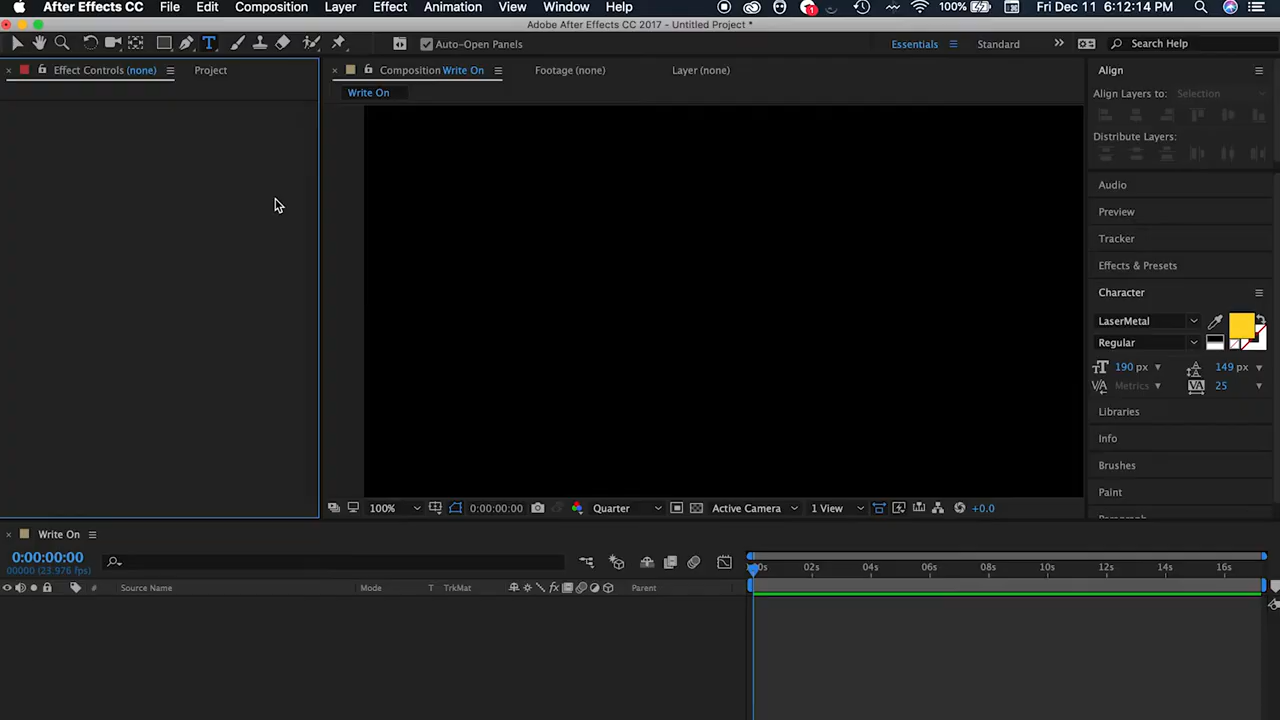 After Effects CC File Edit Composition Layer Effect Animation View Window Help 1 100% Fri Dec 11 6:12:14 PM
Adobe After Effects CC 2017 - Untitled Project *
T Auto-Open Panels Essentials Standard Search Help
Effect Controls (none) Project Composition Write On Footage (none) Layer (none) Align
Write On Align Layers to: Selection
Distribute Layers:
Audio
Preview
Tracker
Effects & Presets
Character
LaserMetal
Regular
190 px 149 px
Metrics 25
Libraries
Info
Brushes
Paint
100% 0:00:00:00 Quarter Active Camera 1 View +0.0
Write On
0:00:00:00
00000 (23.976 fps)
02s 04s 06s 08s 10s 12s 14s 16s
# Source Name Mode T TrkMat fx Parent